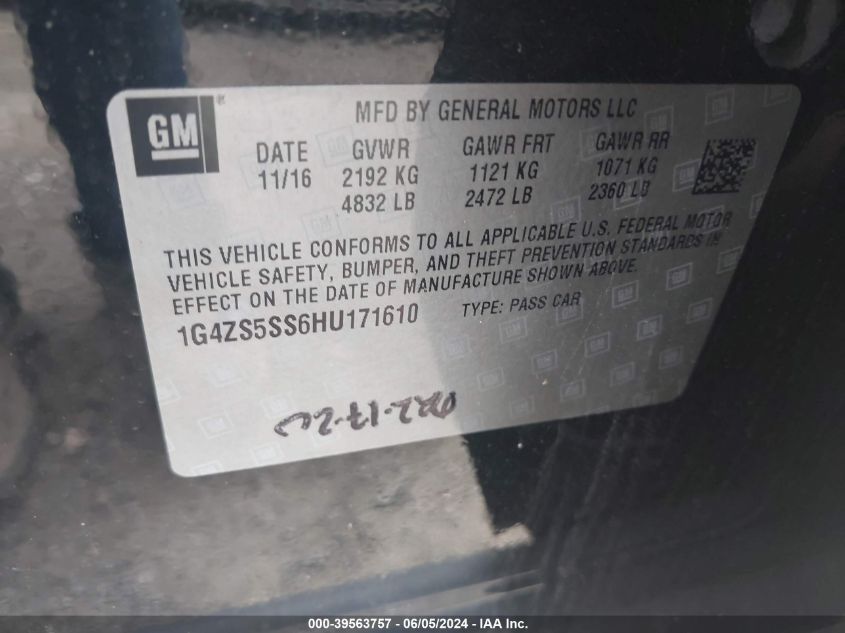 GM
MFD BY GENERAL MOTORS LLC
DATE GVWR GAWR FRT GAWR RR
11/16 2192 KG 1121 KG 1071 KG
4832 LB 2472 LB 2360 LB
THIS VEHICLE CONFORMS TO ALL APPLICABLE U.S. FEDERAL MOTOR
VEHICLE SAFETY, BUMPER, AND THEFT PREVENTION STANDARDS IN
EFFECT ON THE DATE OF MANUFACTURE SHOWN ABOVE.
1G4ZS5SS6HU171610 TYPE: PASS CAR
000-39563757 - 06/05/2024 - IAA Inc.